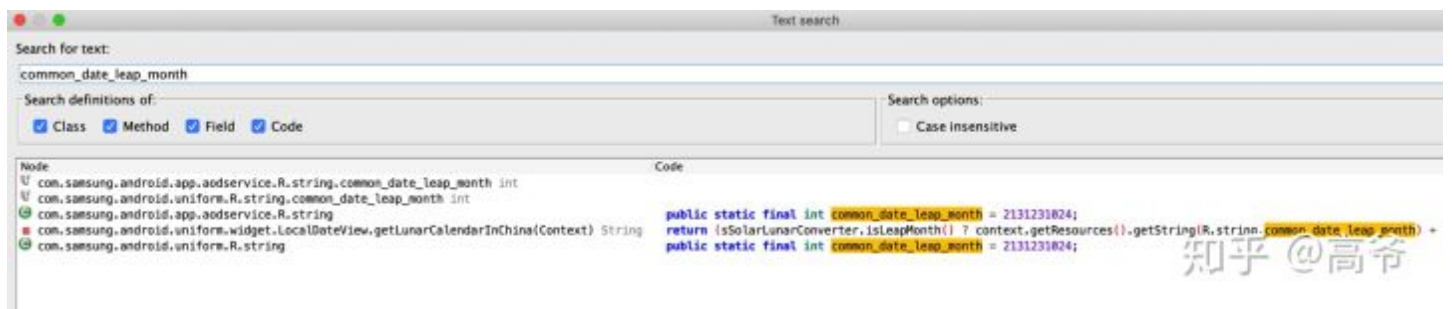 Text search
Search for text:
common_date_leap_month
Search definitions of:
Search options:
Class Method Field Code
Case insensitive
Node Code
com.samsung.android.app.aodservice.R.string.common_date_leap_month int
com.samsung.android.uniform.R.string.common_date_leap_month int
com.samsung.android.app.aodservice.R.string public static final int common_date_leap_month = 2131231024;
com.samsung.android.uniform.widget.LocalDateView.getLunarCalendarInChina(Context) String return (sSolarLunarConverter.isLeapMonth() ? context.getResources().getString(R.string.common_date_leap_month) +
com.samsung.android.uniform.R.string public static final int common_date_leap_month = 2131231024;
知乎 @高爷